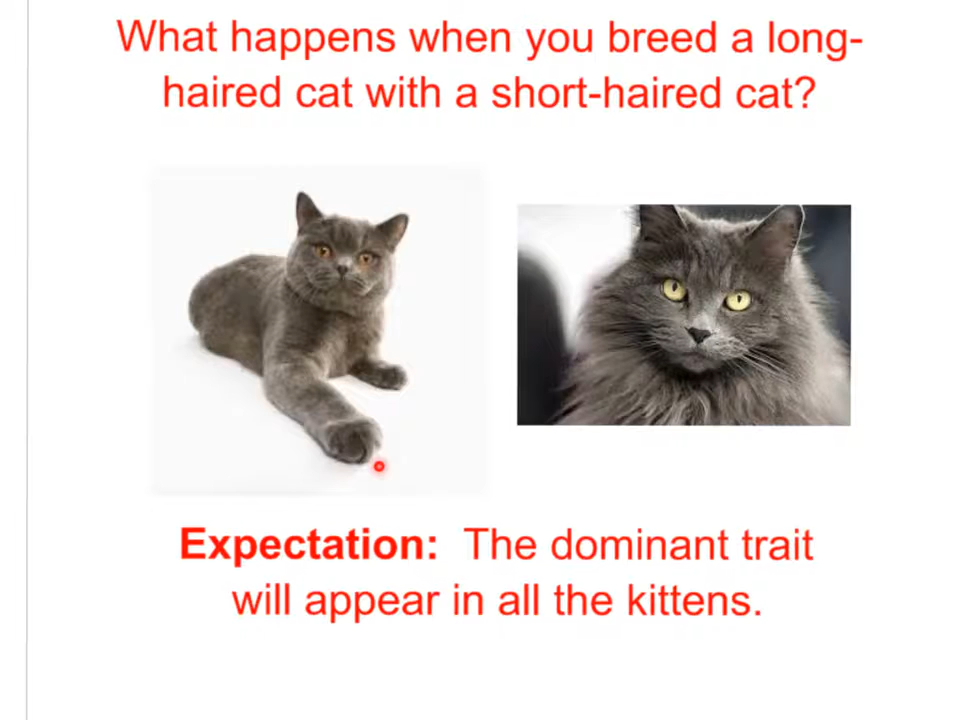 What happens when you breed a long-
haired cat with a short-haired cat?
Expectation: The dominant trait
will appear in all the kittens.